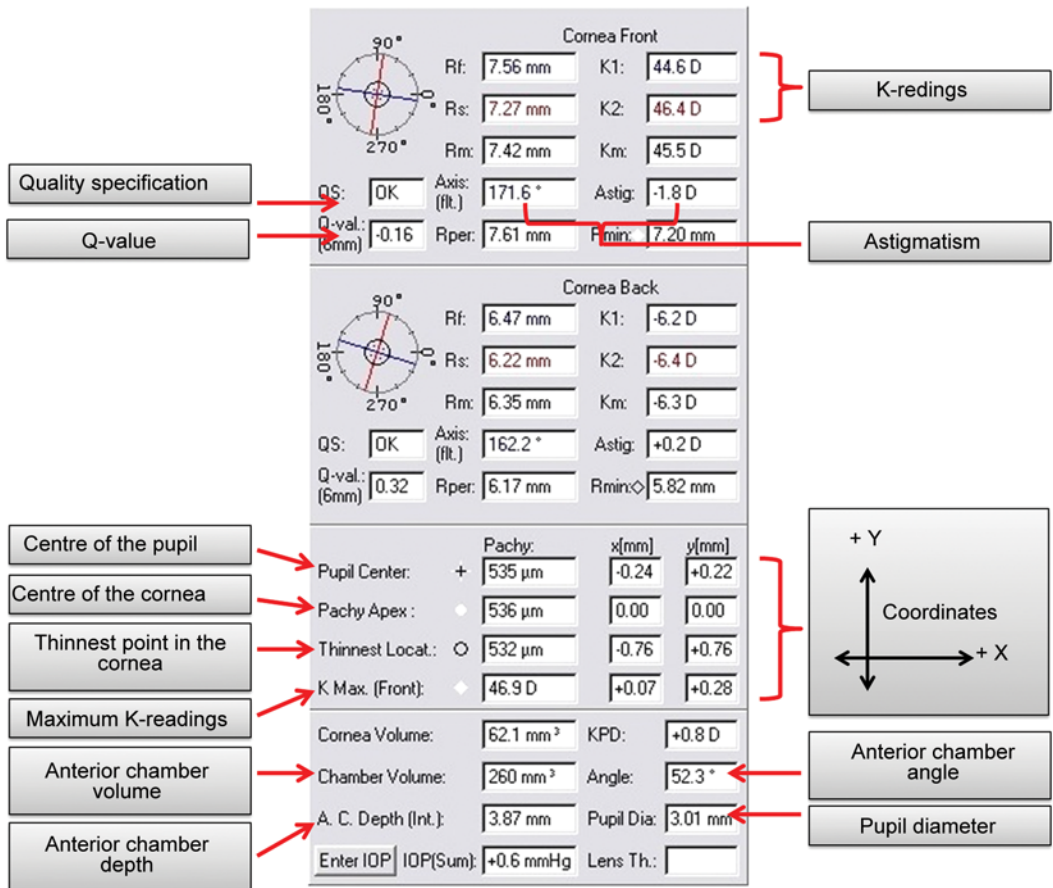 Cornea Front
90°
180°
0°
270°
Rf: 7.56 mm K1: 44.6 D
Rs: 7.27 mm K2: 46.4 D
Rm: 7.42 mm Km: 45.5 D
QS: OK Axis: (flt.) 171.6 ° Astig: -1.8 D
Q-val.: (6mm) -0.16 Rper: 7.61 mm Rmin: 7.20 mm
K-redings
Quality specification
Q-value
Astigmatism
Cornea Back
90°
180°
0°
270°
Rf: 6.47 mm K1: -6.2 D
Rs: 6.22 mm K2: -6.4 D
Rm: 6.35 mm Km: -6.3 D
QS: OK Axis: (flt.) 162.2 ° Astig: +0.2 D
Q-val.: (6mm) 0.32 Rper: 6.17 mm Rmin: 5.82 mm
Pachy: x[mm] y[mm]
Pupil Center: + 535 µm -0.24 +0.22
Pachy Apex : 536 µm 0.00 0.00
Thinnest Locat.: 532 µm -0.76 +0.76
K Max. (Front): 46.9 D +0.07 +0.28
Centre of the pupil
Centre of the cornea
Thinnest point in the
cornea
Maximum K-readings
+ Y
Coordinates
+ X
Cornea Volume: 62.1 mm³ KPD: +0.8 D
Chamber Volume: 260 mm³ Angle: 52.3 °
A. C. Depth (Int.): 3.87 mm Pupil Dia: 3.01 mm
Enter IOP IOP(Sum): +0.6 mmHg Lens Th.:
Anterior chamber
volume
Anterior chamber
depth
Anterior chamber
angle
Pupil diameter